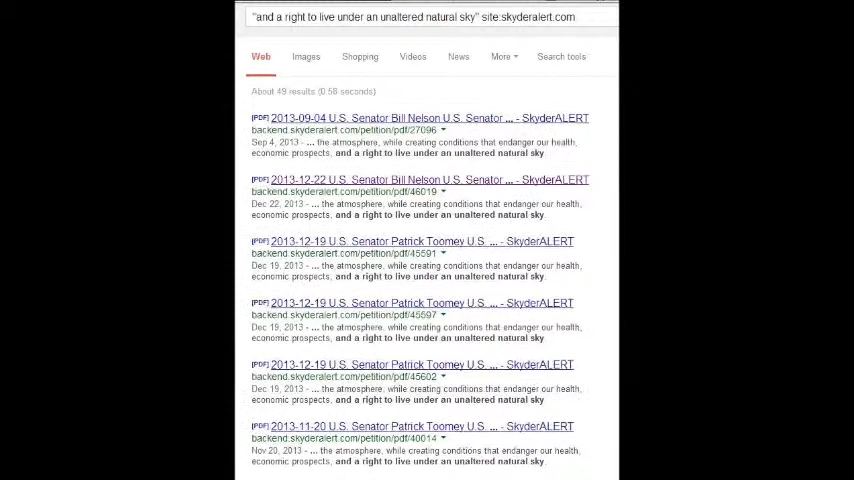 "and a right to live under an unaltered natural sky" site:skyderalert.com
Web Images Shopping Videos News More Search tools
About 49 results (0.58 seconds)
[PDF] 2013-09-04 U.S. Senator Bill Nelson U.S. Senator ... - SkyderALERT
backend.skyderalert.com/petition/pdf/27096
Sep 4, 2013 - ... the atmosphere, while creating conditions that endanger our health,
economic prospects, and a right to live under an unaltered natural sky
[PDF] 2013-12-22 U.S. Senator Bill Nelson U.S. Senator ... - SkyderALERT
backend.skyderalert.com/petition/pdf/46019
Dec 22, 2013 - ... the atmosphere, while creating conditions that endanger our health,
economic prospects, and a right to live under an unaltered natural sky.
[PDF] 2013-12-19 U.S. Senator Patrick Toomey U.S. ... - SkyderALERT
backend.skyderalert.com/petition/pdf/45591
Dec 19, 2013 - ... the atmosphere, while creating conditions that endanger our health,
economic prospects, and a right to live under an unaltered natural sky.
[PDF] 2013-12-19 U.S. Senator Patrick Toomey U.S. ... - SkyderALERT
backend.skyderalert.com/petition/pdf/45597
Dec 19, 2013 - ... the atmosphere, while creating conditions that endanger our health,
economic prospects, and a right to live under an unaltered natural sky.
[PDF] 2013-12-19 U.S. Senator Patrick Toomey U.S. ... - SkyderALERT
backend.skyderalert.com/petition/pdf/45602
Dec 19, 2013 - ... the atmosphere, while creating conditions that endanger our health,
economic prospects, and a right to live under an unaltered natural sky
[PDF] 2013-11-20 U.S. Senator Patrick Toomey U.S. ... - SkyderALERT
backend.skyderalert.com/petition/pdf/40014
Nov 20, 2013 - ... the atmosphere, while creating conditions that endanger our health,
economic prospects, and a right to live under an unaltered natural sky.